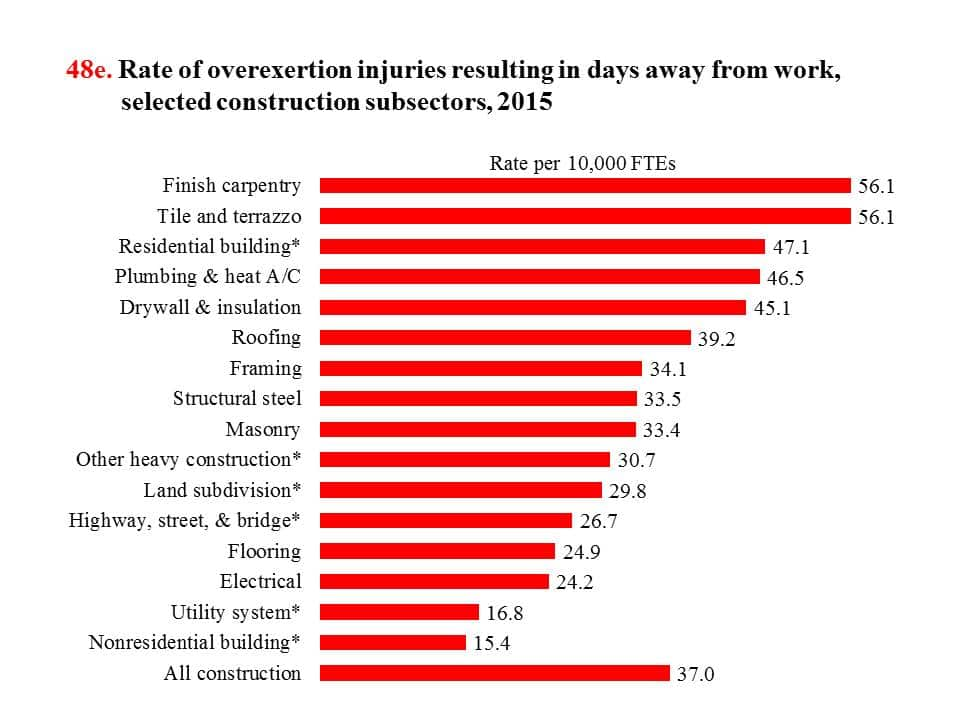 48e. Rate of overexertion injuries resulting in days away from work,
selected construction subsectors, 2015
Rate per 10,000 FTEs
Finish carpentry 56.1
Tile and terrazzo 56.1
Residential building* 47.1
Plumbing & heat A/C 46.5
Drywall & insulation 45.1
Roofing 39.2
Framing 34.1
Structural steel 33.5
Masonry 33.4
Other heavy construction* 30.7
Land subdivision* 29.8
Highway, street, & bridge* 26.7
Flooring 24.9
Electrical 24.2
Utility system* 16.8
Nonresidential building* 15.4
All construction 37.0